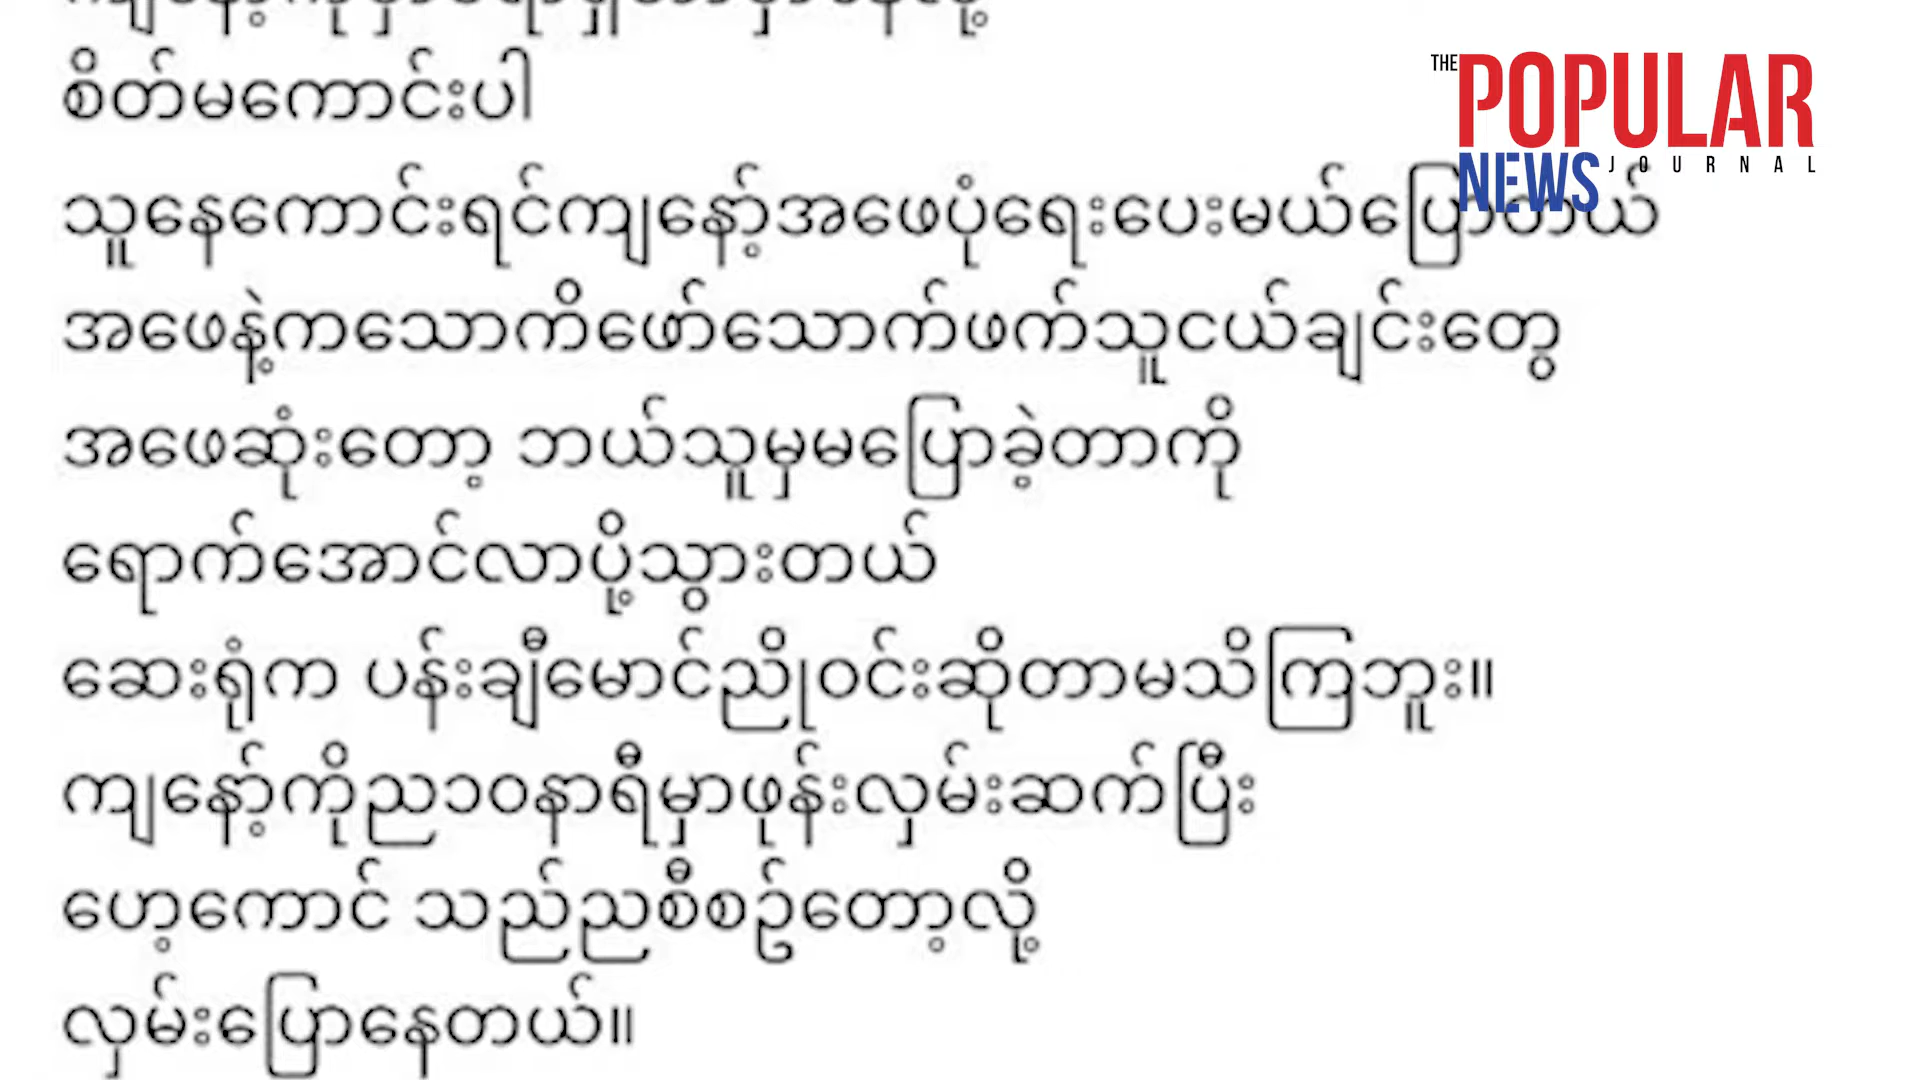 THE POPULAR
NEWS JOURNAL
စိတ်မကောင်းပါ
သူနေကောင်းရင်ကျနော့်အဖေပုံရေးပေးမယ်ပြောတယ်
အဖေနဲ့ကသောကိဖော်သောက်ဖက်သူငယ်ချင်းတွေ
အဖေဆုံးတော့ ဘယ်သူမှမပြောခဲ့တာကို
ရောက်အောင်လာပို့သွားတယ်
ဆေးရုံက ပန်းချီမောင်ညိုဝင်းဆိုတာမသိကြဘူး။
ကျနော့်ကိုည၁၀နာရီမှာဖုန်းလှမ်းဆက်ပြီး
ဟေ့ကောင် သည်ညစီစဉ်တော့လို့
လှမ်းပြောနေတယ်။